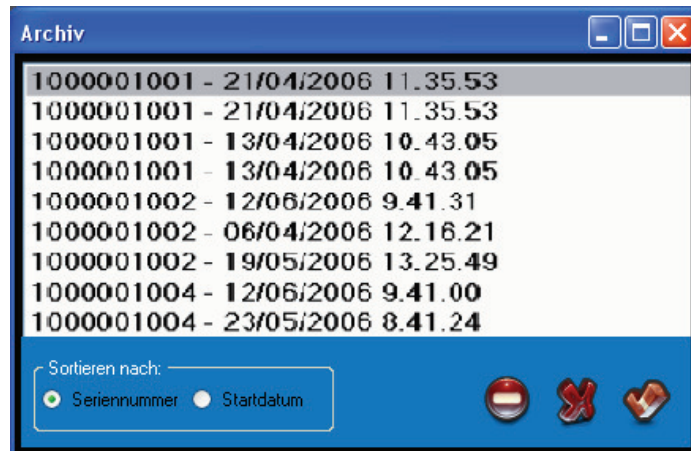 Archiv
1000001001 - 21/04/2006 11.35.53
1000001001 - 21/04/2006 11.35.53
1000001001 - 13/04/2006 10.43.05
1000001001 - 13/04/2006 10.43.05
1000001002 - 12/06/2006 9.41.31
1000001002 - 06/04/2006 12.16.21
1000001002 - 19/05/2006 13.25.49
1000001004 - 12/06/2006 9.41.00
1000001004 - 23/05/2006 8.41.24
Sortieren nach:
Seriennummer Startdatum